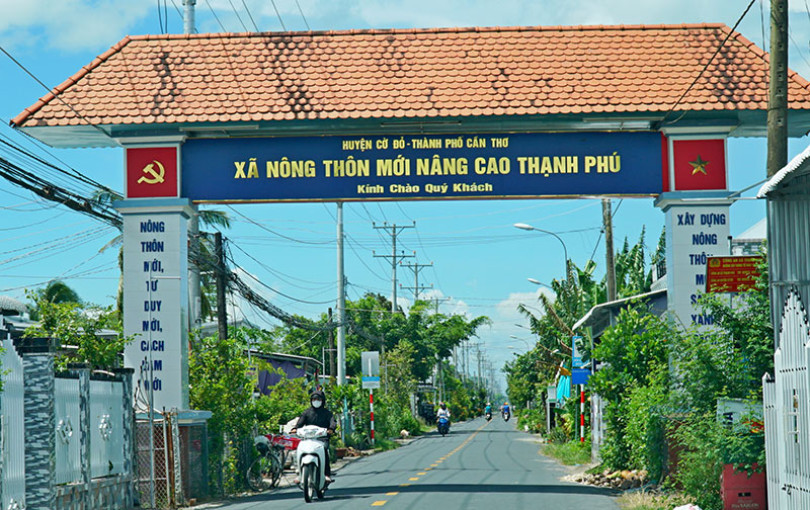 HUYỆN CỜ ĐỎ - THÀNH PHỐ CẦN THƠ
XÃ NÔNG THÔN MỚI NÂNG CAO THẠNH PHÚ
Kính Chào Quý Khách
NÔNG
THÔN
MỚI, TƯ
DUY
MỚI, CÁCH
LÀM MỚI
XÂY DỰNG
NÔNG
THÔN
MỚI